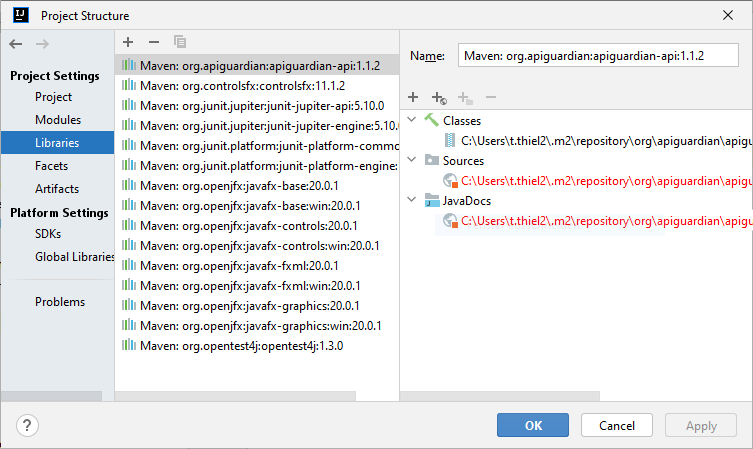 Project Structure
Project Settings
Project
Modules
Libraries
Facets
Artifacts
Platform Settings
SDKs
Global Libraries
Problems
Maven: org.apiguardian:apiguardian-api:1.1.2
Maven: org.controlsfx:controlsfx:11.1.2
Maven: org.junit.jupiter:junit-jupiter-api:5.10.0
Maven: org.junit.jupiter:junit-jupiter-engine:5.10.0
Maven: org.junit.platform:junit-platform-commo
Maven: org.junit.platform:junit-platform-engine:
Maven: org.openjfx:javafx-base:20.0.1
Maven: org.openjfx:javafx-base:win:20.0.1
Maven: org.openjfx:javafx-controls:20.0.1
Maven: org.openjfx:javafx-controls:win:20.0.1
Maven: org.openjfx:javafx-fxml:20.0.1
Maven: org.openjfx:javafx-fxml:win:20.0.1
Maven: org.openjfx:javafx-graphics:20.0.1
Maven: org.openjfx:javafx-graphics:win:20.0.1
Maven: org.opentest4j:opentest4j:1.3.0
Name: Maven: org.apiguardian:apiguardian-api:1.1.2
Classes
C:\Users\t.thiel2\.m2\repository\org\apiguardian\apigu
Sources
C:\Users\t.thiel2\.m2\repository\org\apiguardian\apigu
JavaDocs
C:\Users\t.thiel2\.m2\repository\org\apiguardian\apigu
? OK Cancel Apply